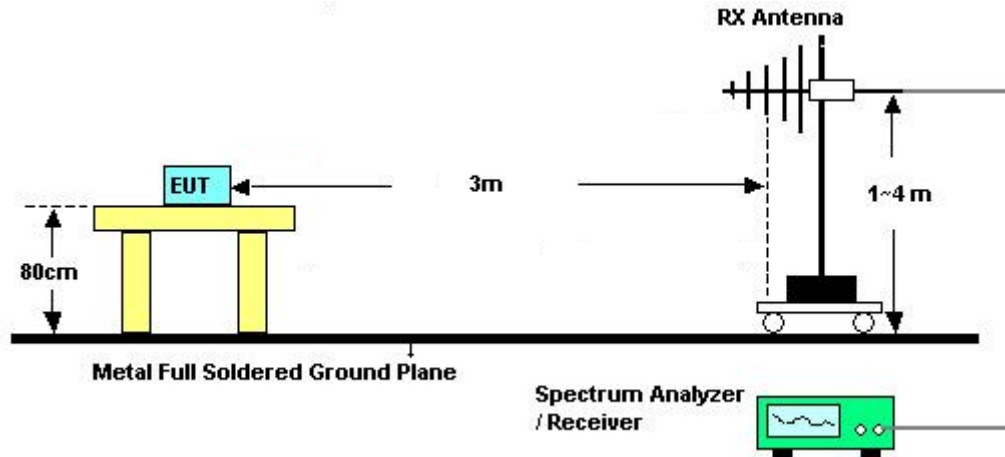 RX Antenna
EUT
3m
1~4 m
80cm
Metal Full Soldered Ground Plane
Spectrum Analyzer
/ Receiver